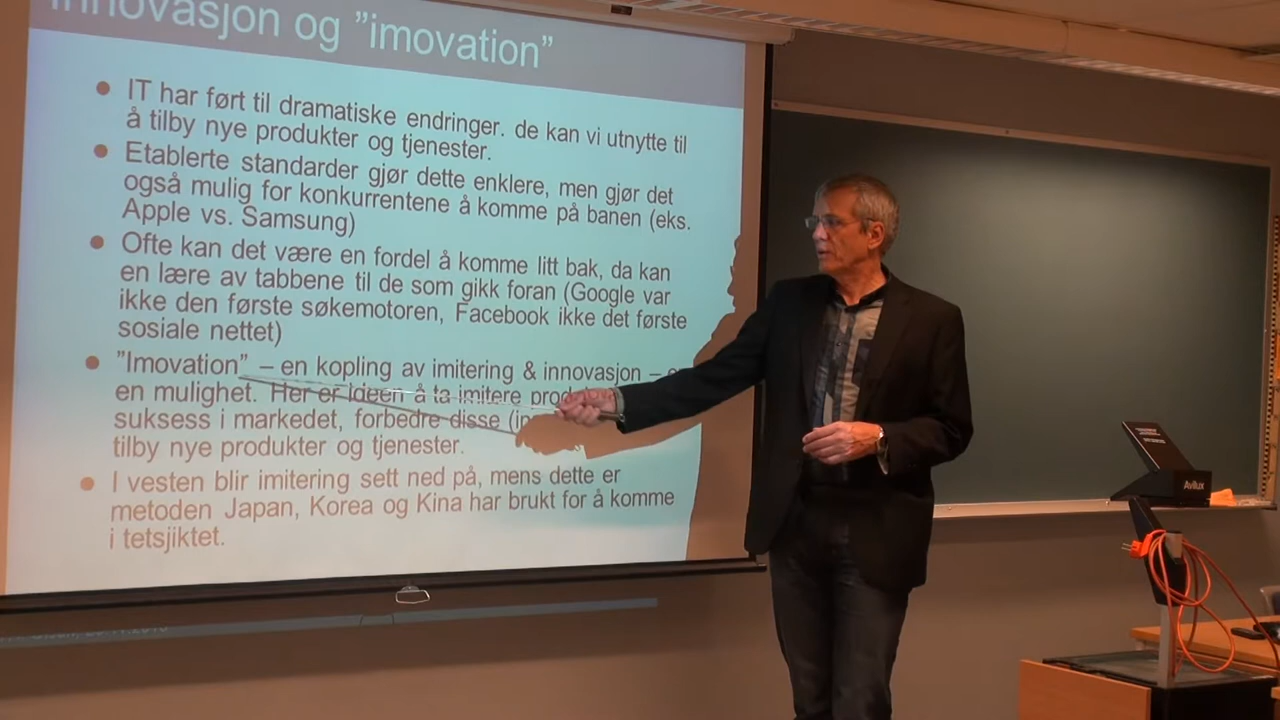 Innovasjon og ”imovation”
IT har ført til dramatiske endringer. de kan vi utnytte til
å tilby nye produkter og tjenester.
Etablerte standarder gjør dette enklere, men gjør det
også mulig for konkurrentene å komme på banen (eks.
Apple vs. Samsung)
Ofte kan det være en fordel å komme litt bak, da kan
en lære av tabbene til de som gikk foran (Google var
ikke den første søkemotoren, Facebook ikke det første
sosiale nettet)
”Imovation” – en kopling av imitering & innovasjon –
en mulighet. Her er ideen å ta imitere
suksess i markedet, forbedre disse
tilby nye produkter og tjenester.
I vesten blir imitering sett ned på, mens dette er
metoden Japan, Korea og Kina har brukt for å komme
i tetsjiktet.
Avilux